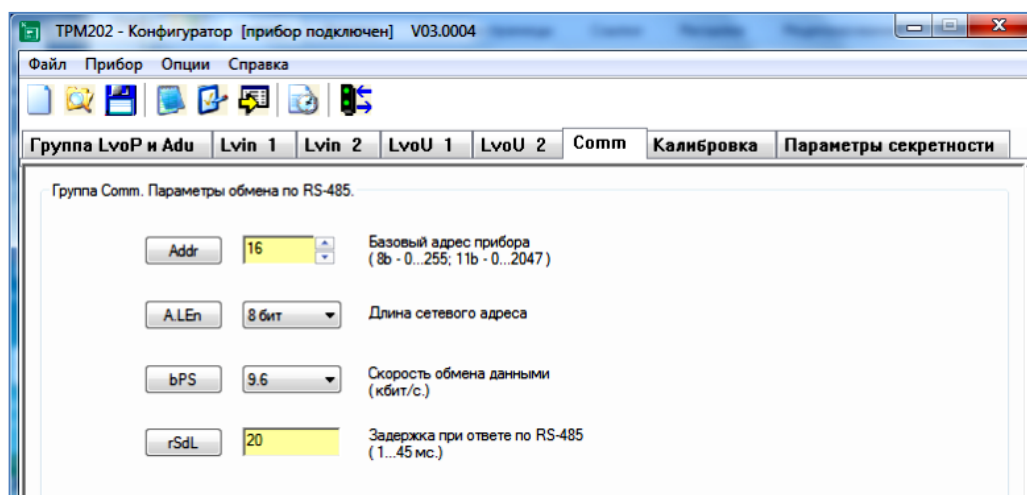 ТРМ202 - Конфигуратор [прибор подключен] V03.0004
Файл Прибор Опции Справка
Группа LvoP и Adu Lvin 1 Lvin 2 LvoU 1 LvoU 2 Comm Калибровка Параметры секретности
Группа Comm. Параметры обмена по RS-485.
Addr 16 Базовый адрес прибора
( 8b - 0...255; 11b - 0...2047 )
A.LEn 8 бит Длина сетевого адреса
bPS 9.6 Скорость обмена данными
(кбит/с.)
rSdL 20 Задержка при ответе по RS-485
( 1...45 мс.)